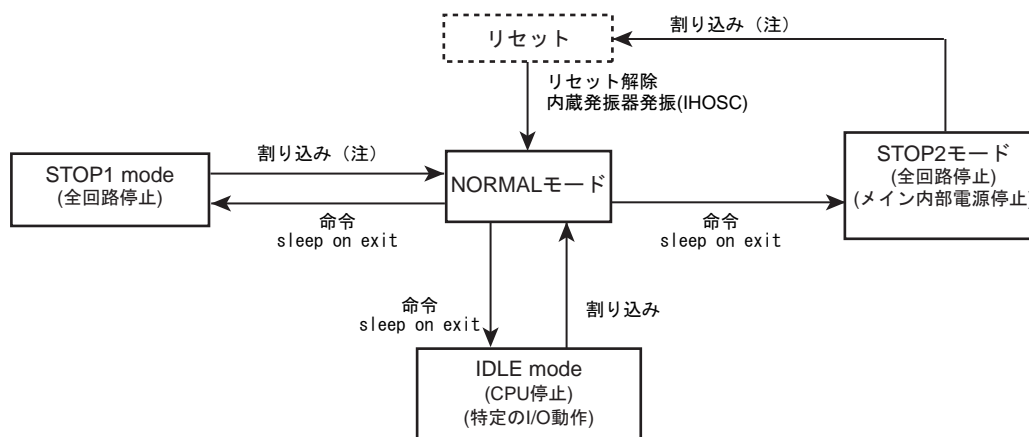 リセット
割り込み（注）
リセット解除
内蔵発振器発振(IHOSC)
STOP1 mode
(全回路停止)
割り込み（注）
NORMALモード
STOP2モード
(全回路停止)
(メイン内部電源停止)
命令
sleep on exit
命令
sleep on exit
命令
sleep on exit
割り込み
IDLE mode
(CPU停止)
(特定のI/O動作)